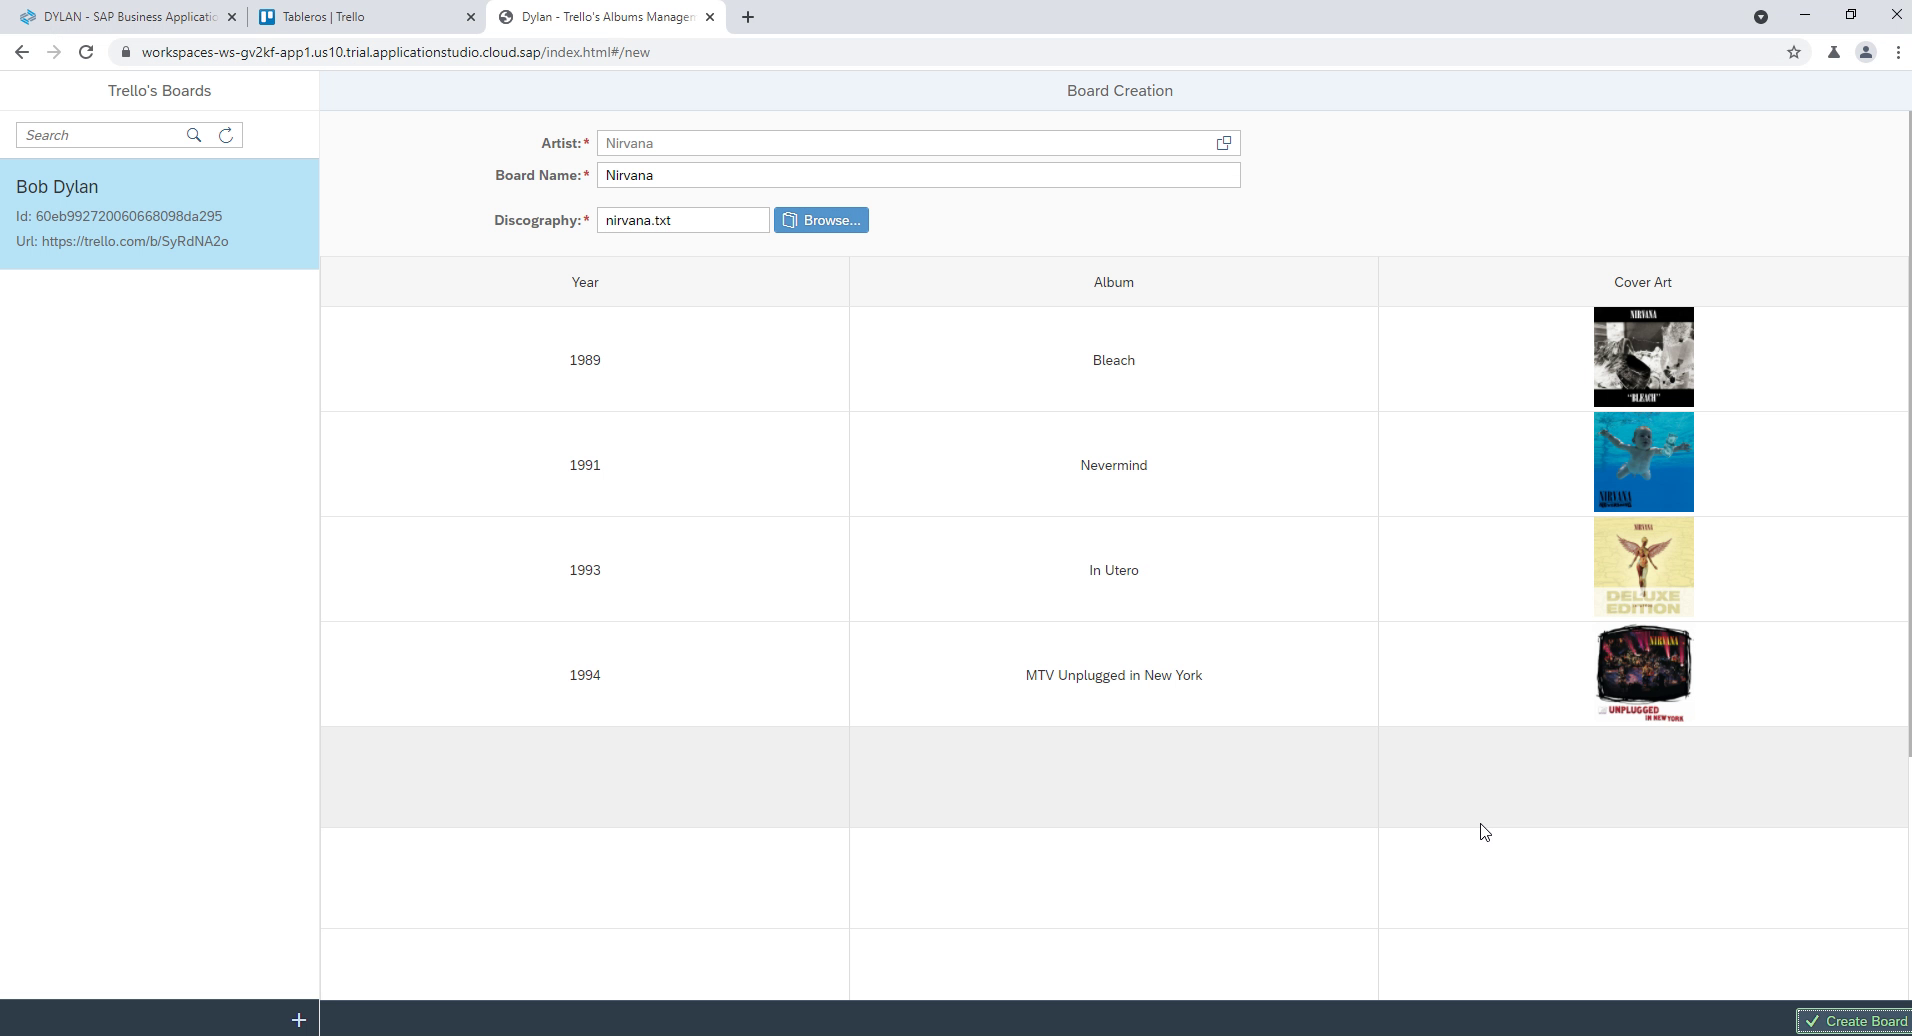 DYLAN - SAP Business Applicatio
Tableros | Trello
Dylan - Trello's Albums Managem
workspaces-ws-gv2kf-app1.us10.trial.applicationstudio.cloud.sap/index.html#/new
Trello's Boards
Board Creation
Search
Bob Dylan
Id: 60eb992720060668098da295
Url: https://trello.com/b/SyRdNA2o
Artist:* Nirvana
Board Name:* Nirvana
Discography:* nirvana.txt Browse...
Year Album Cover Art
NIRVANA
1989 Bleach
"BLEACH"
1991 Nevermind
NIRVANA
NIRVANA
1993 In Utero
DELUXE
EDITION
NIRVANA
1994 MTV Unplugged in New York
UNPLUGGED
IN NEW YORK
Create Board